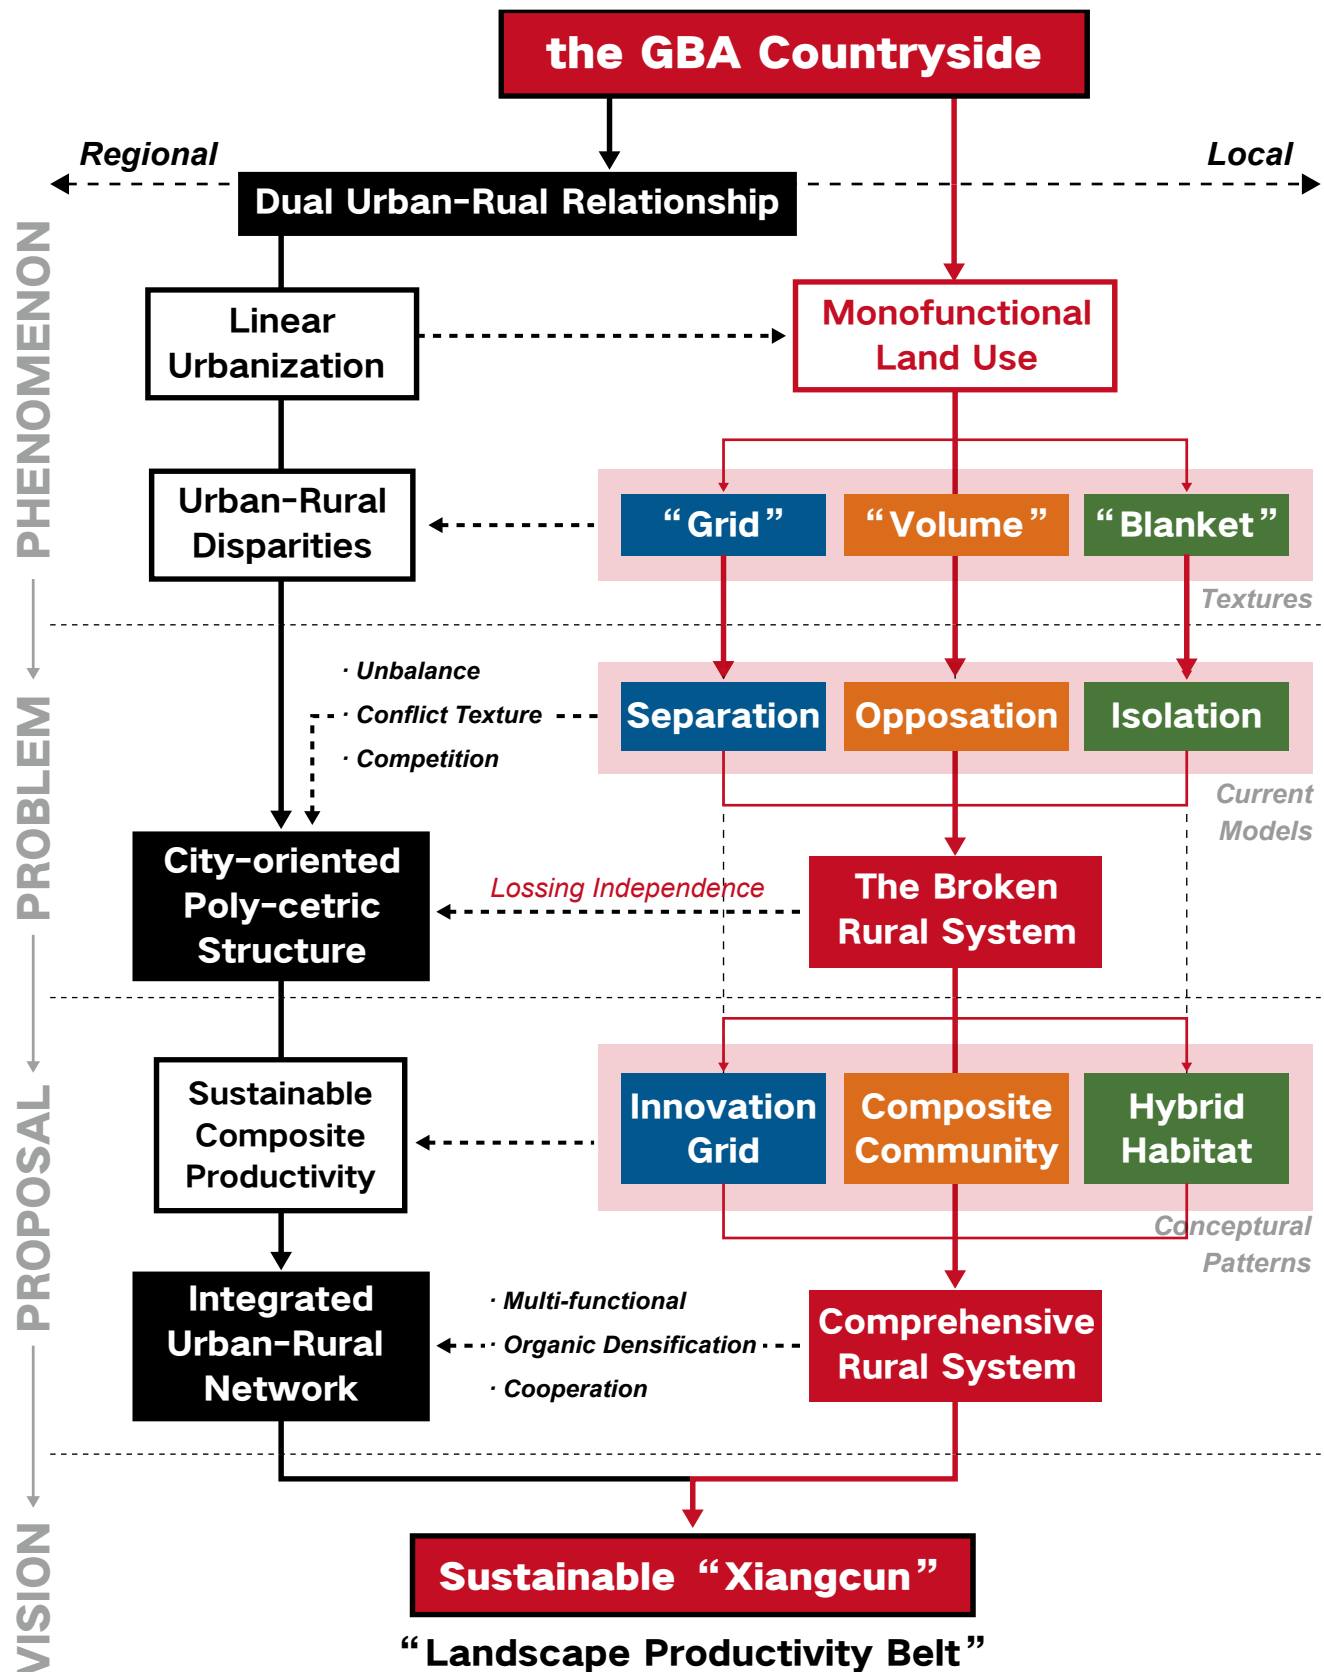 the GBA Countryside
Regional
Local
Dual Urban-Rual Relationship
PHENOMENON
Linear
Urbanization
Monofunctional
Land Use
Urban-Rural
Disparities
“Grid”
“Volume”
“Blanket”
Textures
PROBLEM
· Unbalance
· Conflict Texture
· Competition
Separation
Opposation
Isolation
Current
Models
City-oriented
Poly-cetric
Structure
Lossing Independence
The Broken
Rural System
PROPOSAL
Sustainable
Composite
Productivity
Innovation
Grid
Composite
Community
Hybrid
Habitat
Conceptural
Patterns
Integrated
Urban-Rural
Network
· Multi-functional
· Organic Densification
· Cooperation
Comprehensive
Rural System
VISION
Sustainable “Xiangcun”
“Landscape Productivity Belt”